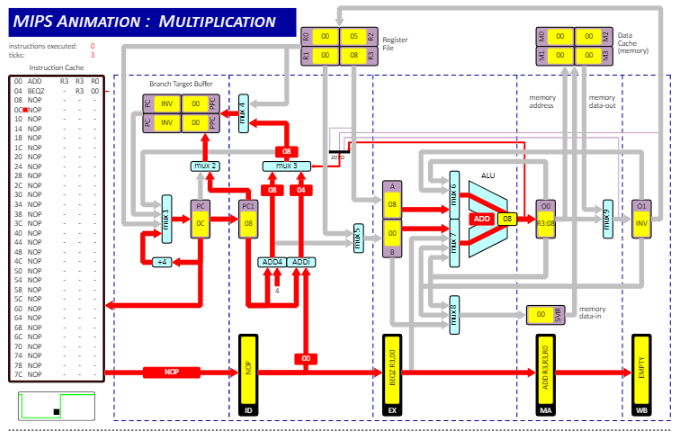 MIPS ANIMATION : MULTIPLICATION
instructions executed: 0
ticks: 3
Instruction Cache
00 ADD R3 R3 R0
04 BEQZ - R3 00
08 NOP - - -
0C NOP - - -
10 NOP - - -
14 NOP - - -
18 NOP - - -
1C NOP - - -
20 NOP - - -
24 NOP - - -
28 NOP - - -
2C NOP - - -
30 NOP - - -
34 NOP - - -
38 NOP - - -
3C NOP - - -
40 NOP - - -
44 NOP - - -
48 NOP - - -
4C NOP - - -
50 NOP - - -
54 NOP - - -
58 NOP - - -
5C NOP - - -
60 NOP - - -
64 NOP - - -
68 NOP - - -
6C NOP - - -
70 NOP - - -
74 NOP - - -
78 NOP - - -
7C NOP - - -
R0 00 05 R2
R1 00 08 R3
Register
File
M0 00 00 M2
M1 00 00 M3
Data
Cache
(memory)
Branch Target Buffer
PC INV 00 PPC
PC INV 00 PPC
mux 4
memory
address
memory
data-out
08
zero
mux 2
mux 3
08
04
mux 1
PC
0C
PC1
08
+4
ADD4
ADDi
4
mux 5
A
08
00
B
mux 6
mux 7
ALU
ADD
08
O0
R3:08
mux 9
O1
INV
mux 8
00
SMR
memory
data-in
00
NOP
NOP
ID
BEQZ R3,00
EX
ADD R3,R3,R0
MA
EMPTY
WB